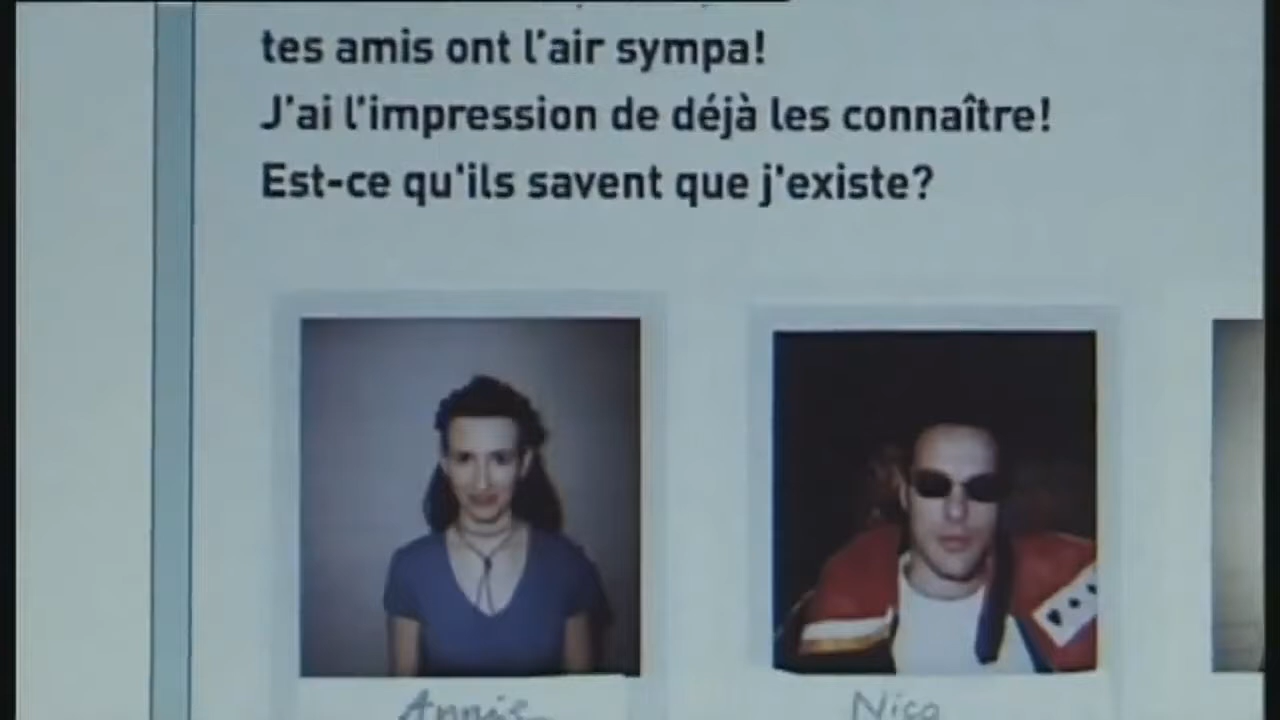 tes amis ont l'air sympa!
J'ai l'impression de déjà les connaître!
Est-ce qu'ils savent que j'existe?
Annie
Nico